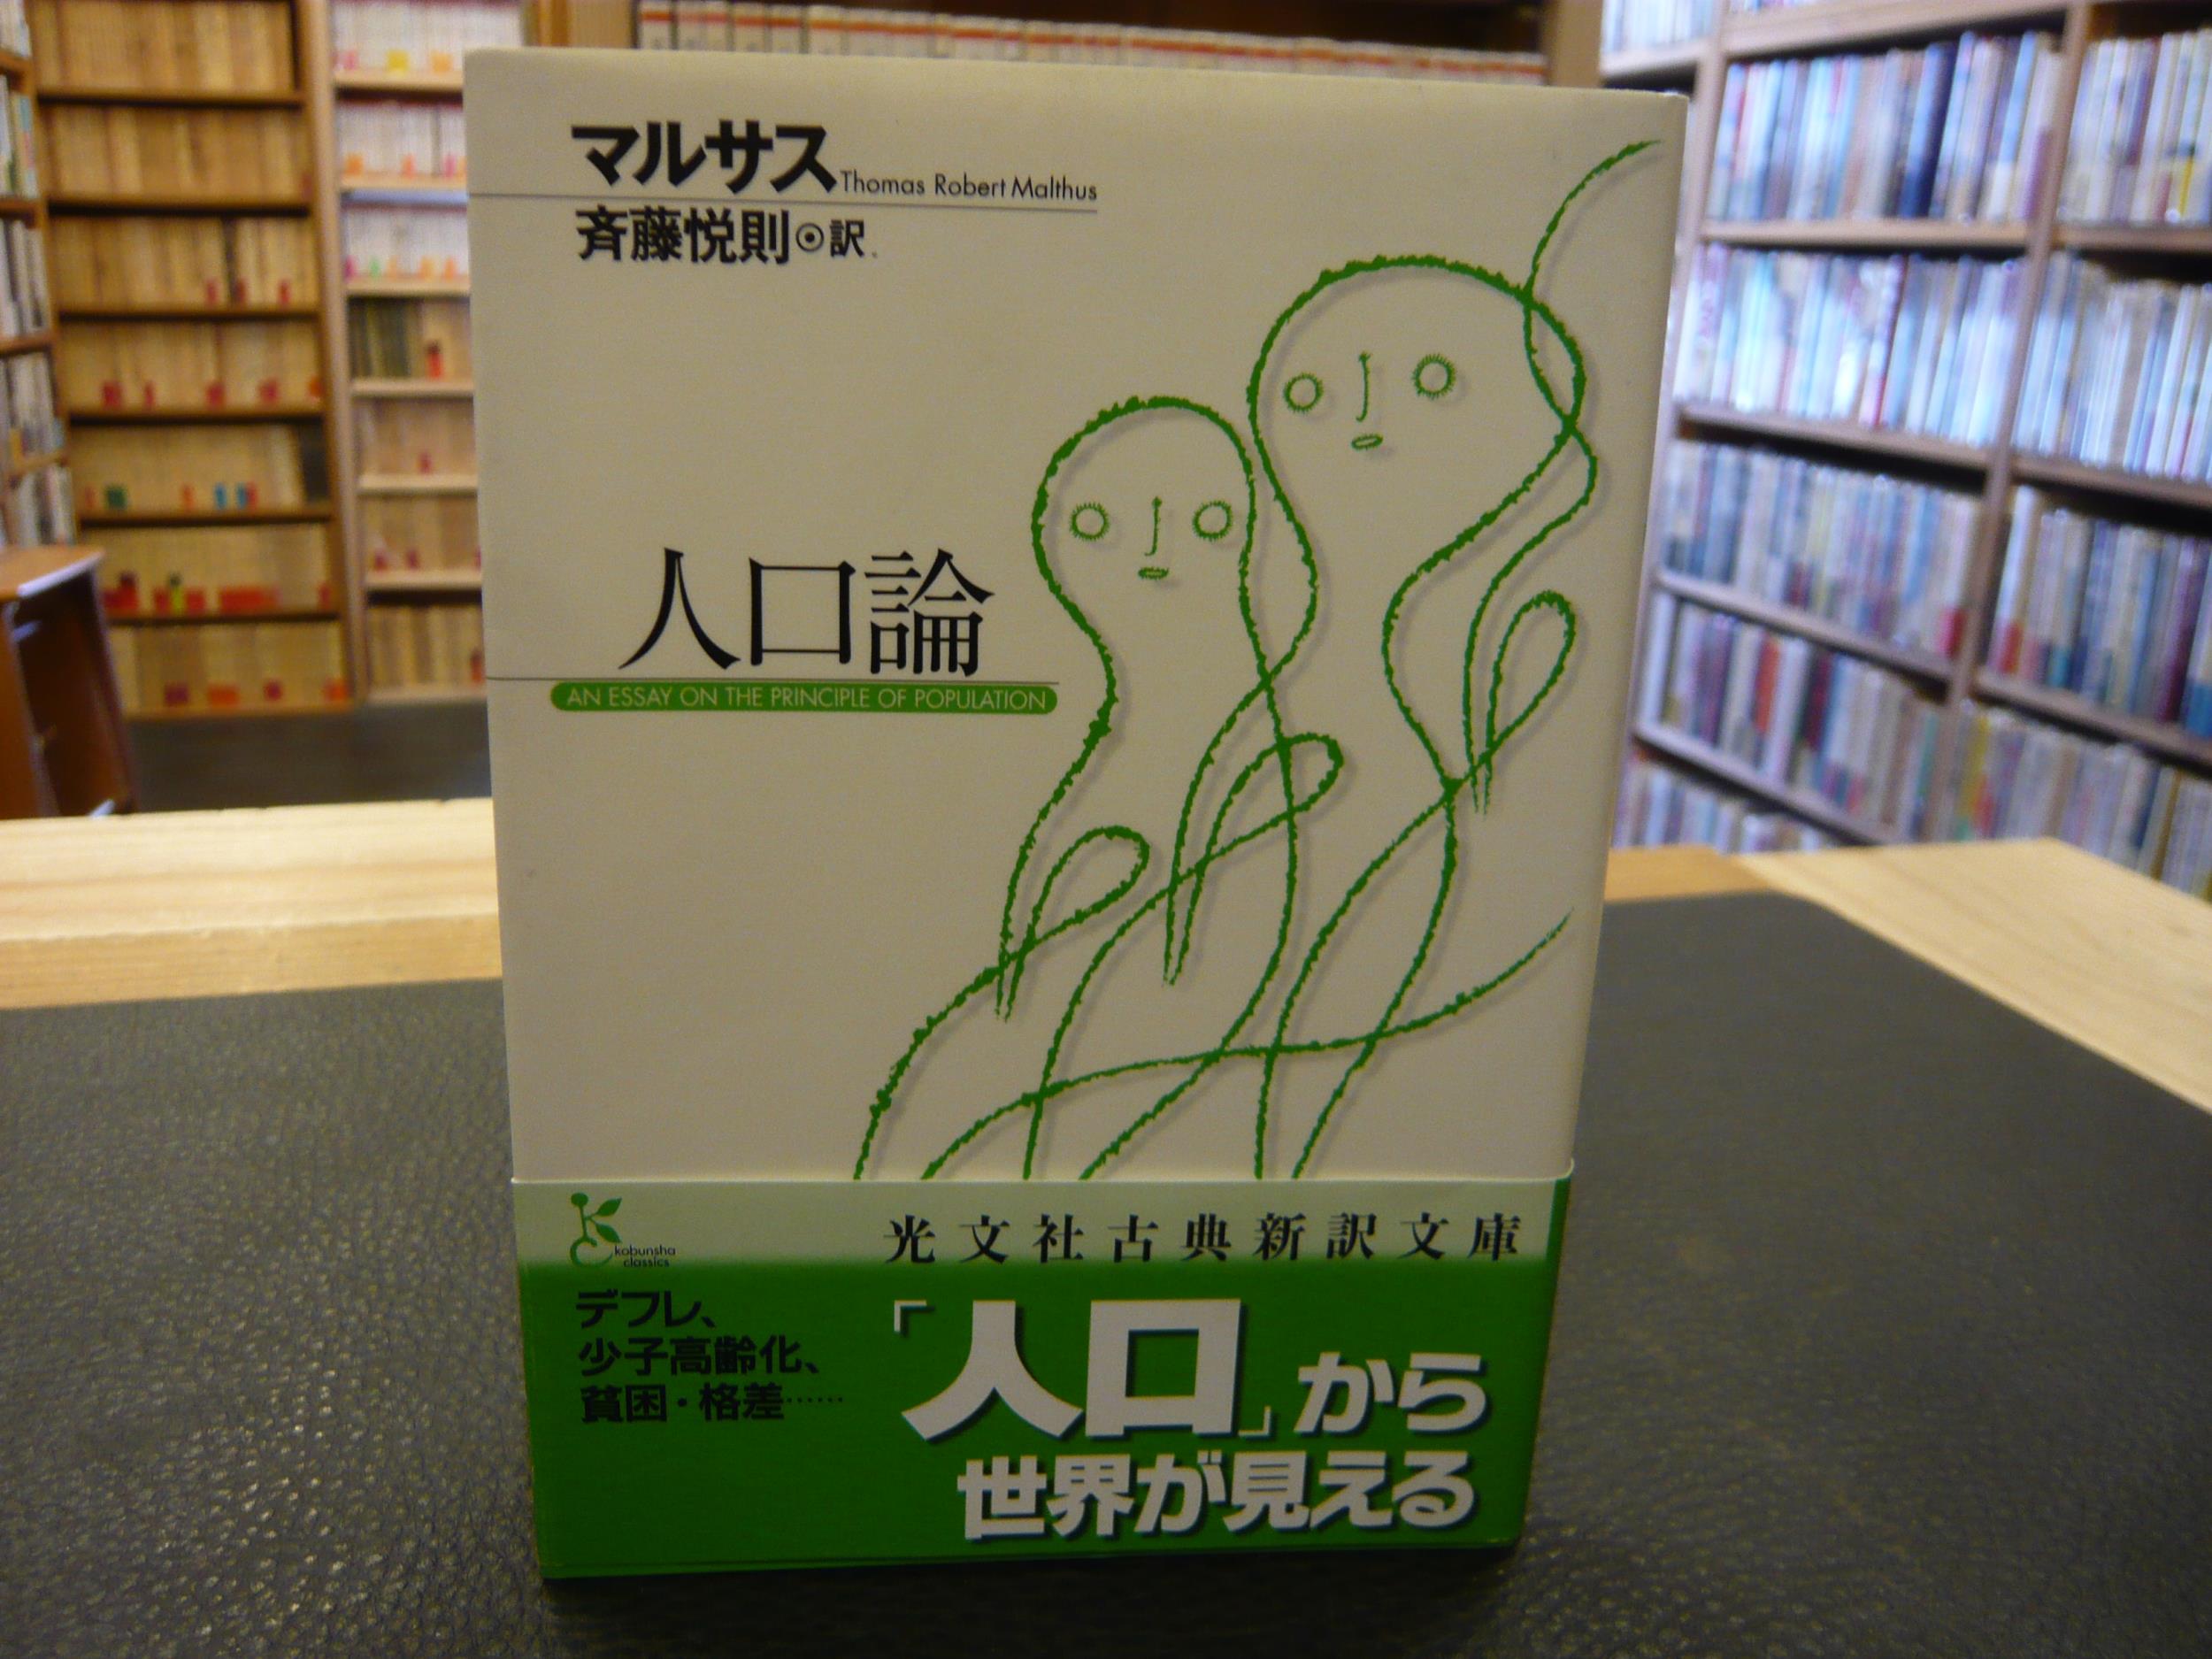 マルサス Thomas Robert Malthus
斉藤悦則◎訳
人口論
AN ESSAY ON THE PRINCIPLE OF POPULATION
kobunsha
classics
光文社古典新訳文庫
デフレ、
少子高齢化、
貧困・格差……
「人口」から
世界が見える